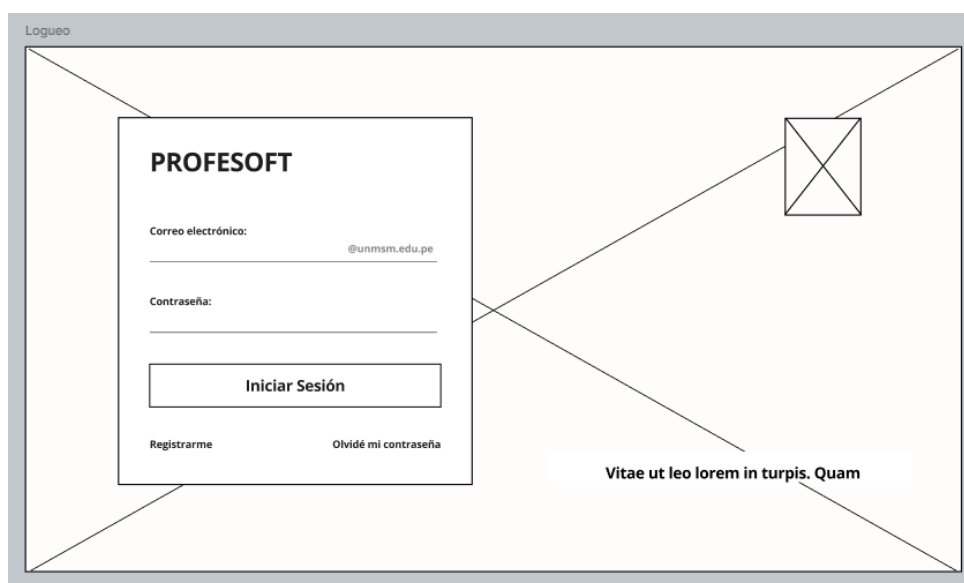 Logueo
PROFESOFT
Correo electrónico:
@unmsm.edu.pe
Contraseña:
Iniciar Sesión
Registrarme Olvidé mi contraseña
Vitae ut leo lorem in turpis. Quam